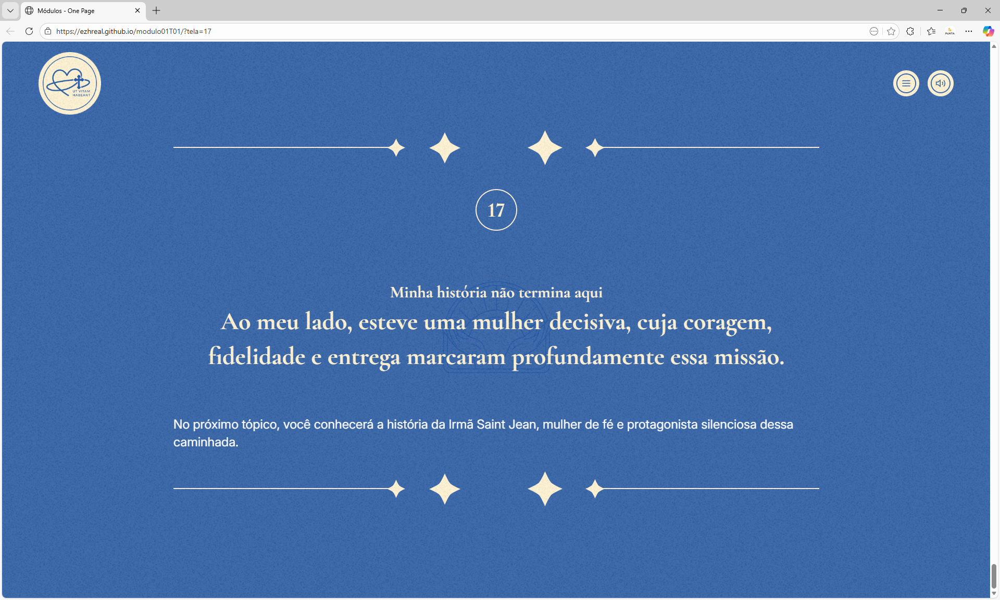 Módulos - One Page
https://ezhreal.github.io/modulo01T01/?tela=17
PENTA
UT VITAM
HABEANT
17
Minha história não termina aqui
Ao meu lado, esteve uma mulher decisiva, cuja coragem,
fidelidade e entrega marcaram profundamente essa missão.
No próximo tópico, você conhecerá a história da Irmã Saint Jean, mulher de fé e protagonista silenciosa dessa
caminhada.